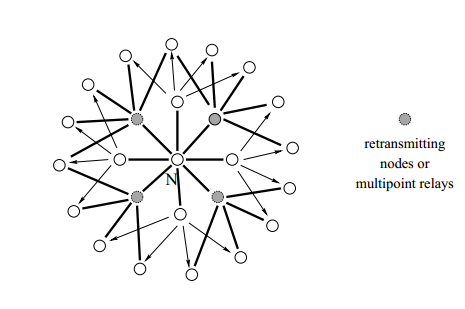 N
retransmitting
nodes or
multipoint relays